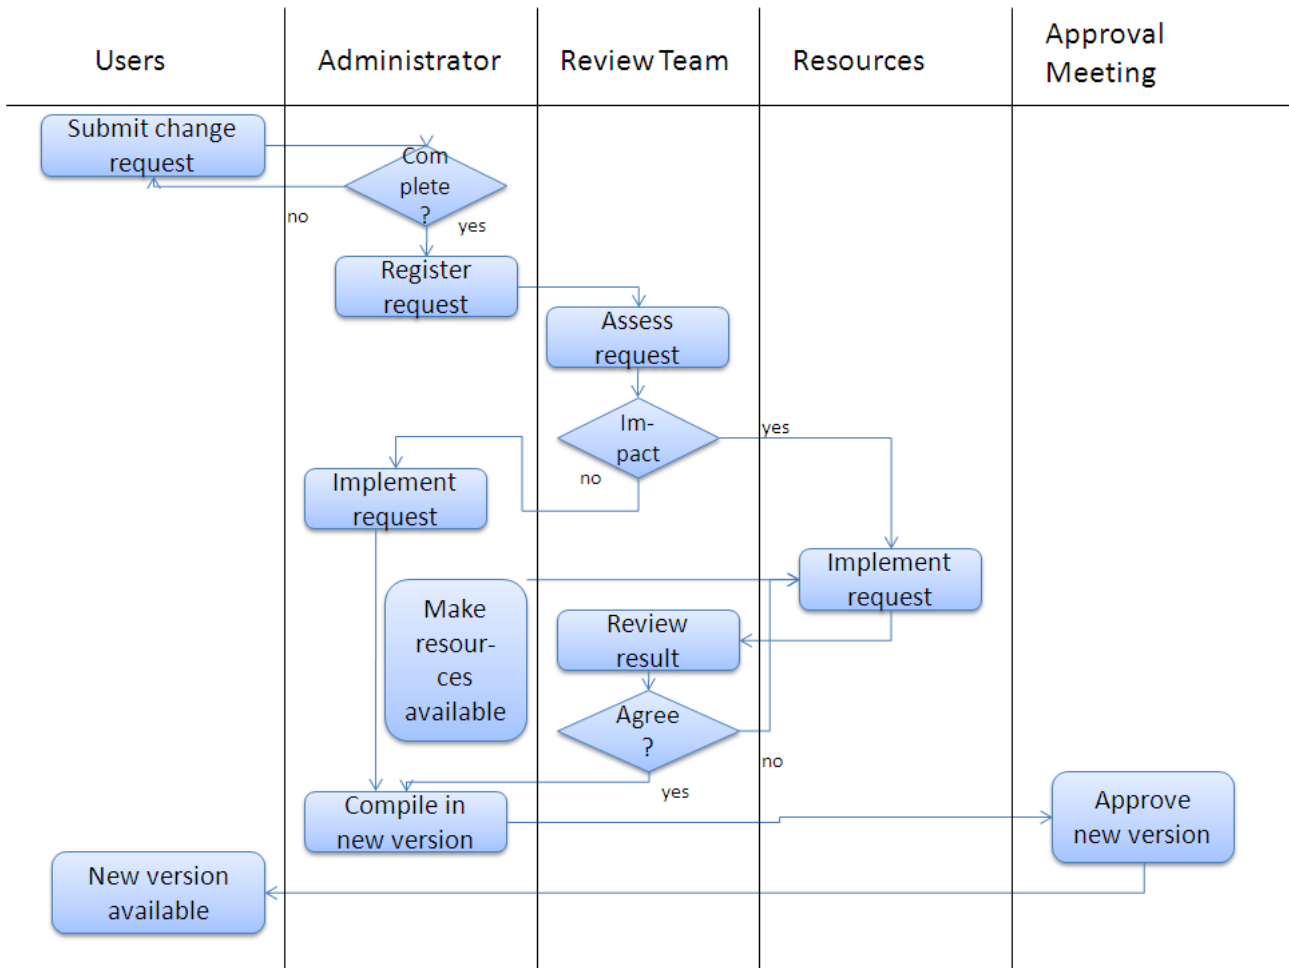 Users
Administrator
Review Team
Resources
Approval
Meeting
Submit change
request
Com
plete
?
no
yes
Register
request
Assess
request
Im-
pact
yes
no
Implement
request
Implement
request
Make
resour-
ces
available
Review
result
Agree
?
no
yes
Compile in
new version
Approve
new version
New version
available